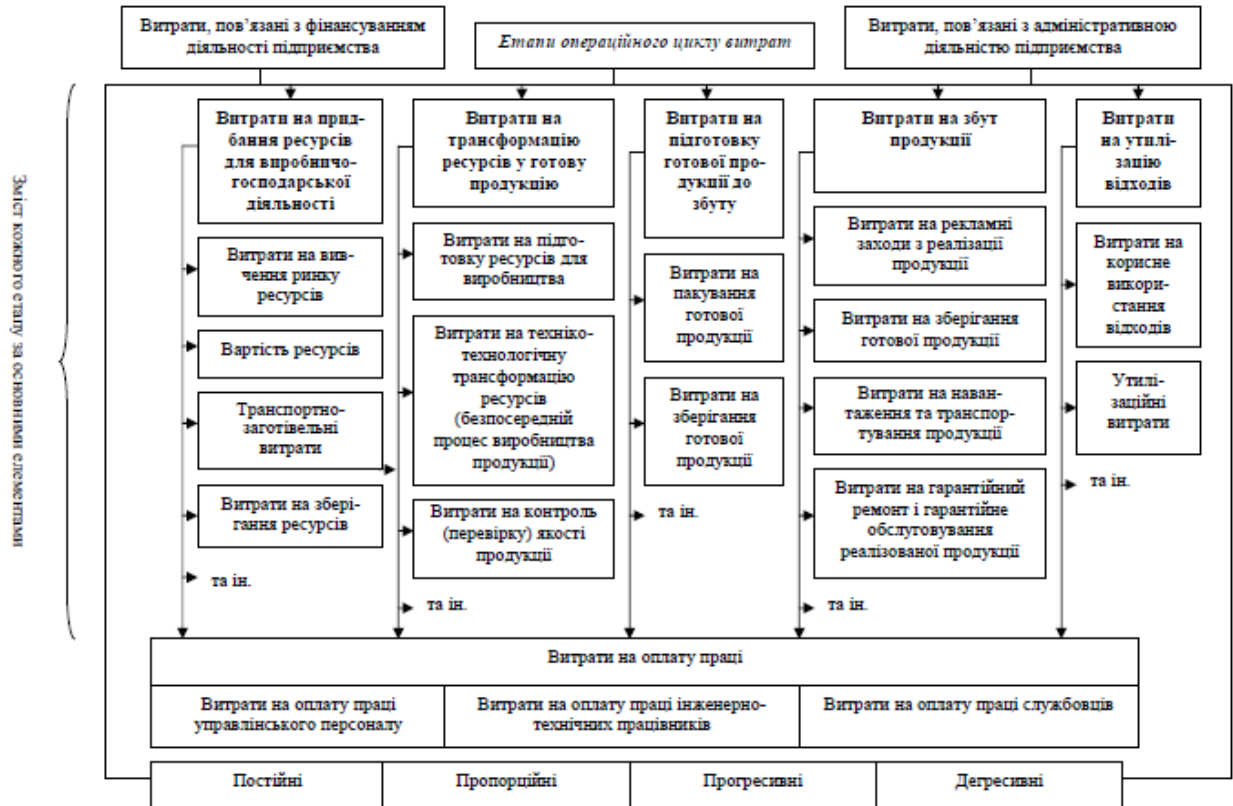 Витрати, пов’язані з фінансуванням
діяльності підприємства
Етапи операційного циклу витрат
Витрати, пов’язані з адміністративною
діяльністю підприємства
Зміст кожного етапу за основними елементами
Витрати на прид-
бання ресурсів
для виробничо-
господарської
діяльності
Витрати на вив-
чення ринку
ресурсів
Вартість ресурсів
Транспортно-
заготівельні
витрати
Витрати на збері-
гання ресурсів
та ін.
Витрати на
трансформацію
ресурсів у готову
продукцію
Витрати на підго-
товку ресурсів для
виробництва
Витрати на техніко-
технологічну
трансформацію
ресурсів
(безпосередній
процес виробництва
продукції)
Витрати на контроль
(перевірку) якості
продукції
та ін.
Витрати на
підготовку
готової про-
дукції до
збуту
Витрати на
пакування
готової
продукції
Витрати на
зберігання
готової
продукції
та ін.
Витрати на збут
продукції
Витрати на рекламні
заходи з реалізації
продукції
Витрати на зберігання
готової продукції
Витрати на наван-
таження та транспор-
тування продукції
Витрати на гарантійний
ремонт і гарантійне
обслуговування
реалізованої продукції
та ін.
Витрати
на утилі-
зацію
відходів
Витрати на
корисне
викори-
стання
відходів
Утилі-
заційні
витрати
та ін.
Витрати на оплату праці
Витрати на оплату праці
управлінського персоналу
Витрати на оплату праці інженерно-
технічних працівників
Витрати на оплату праці службовців
Постійні
Пропорційні
Прогресивні
Дегресивні